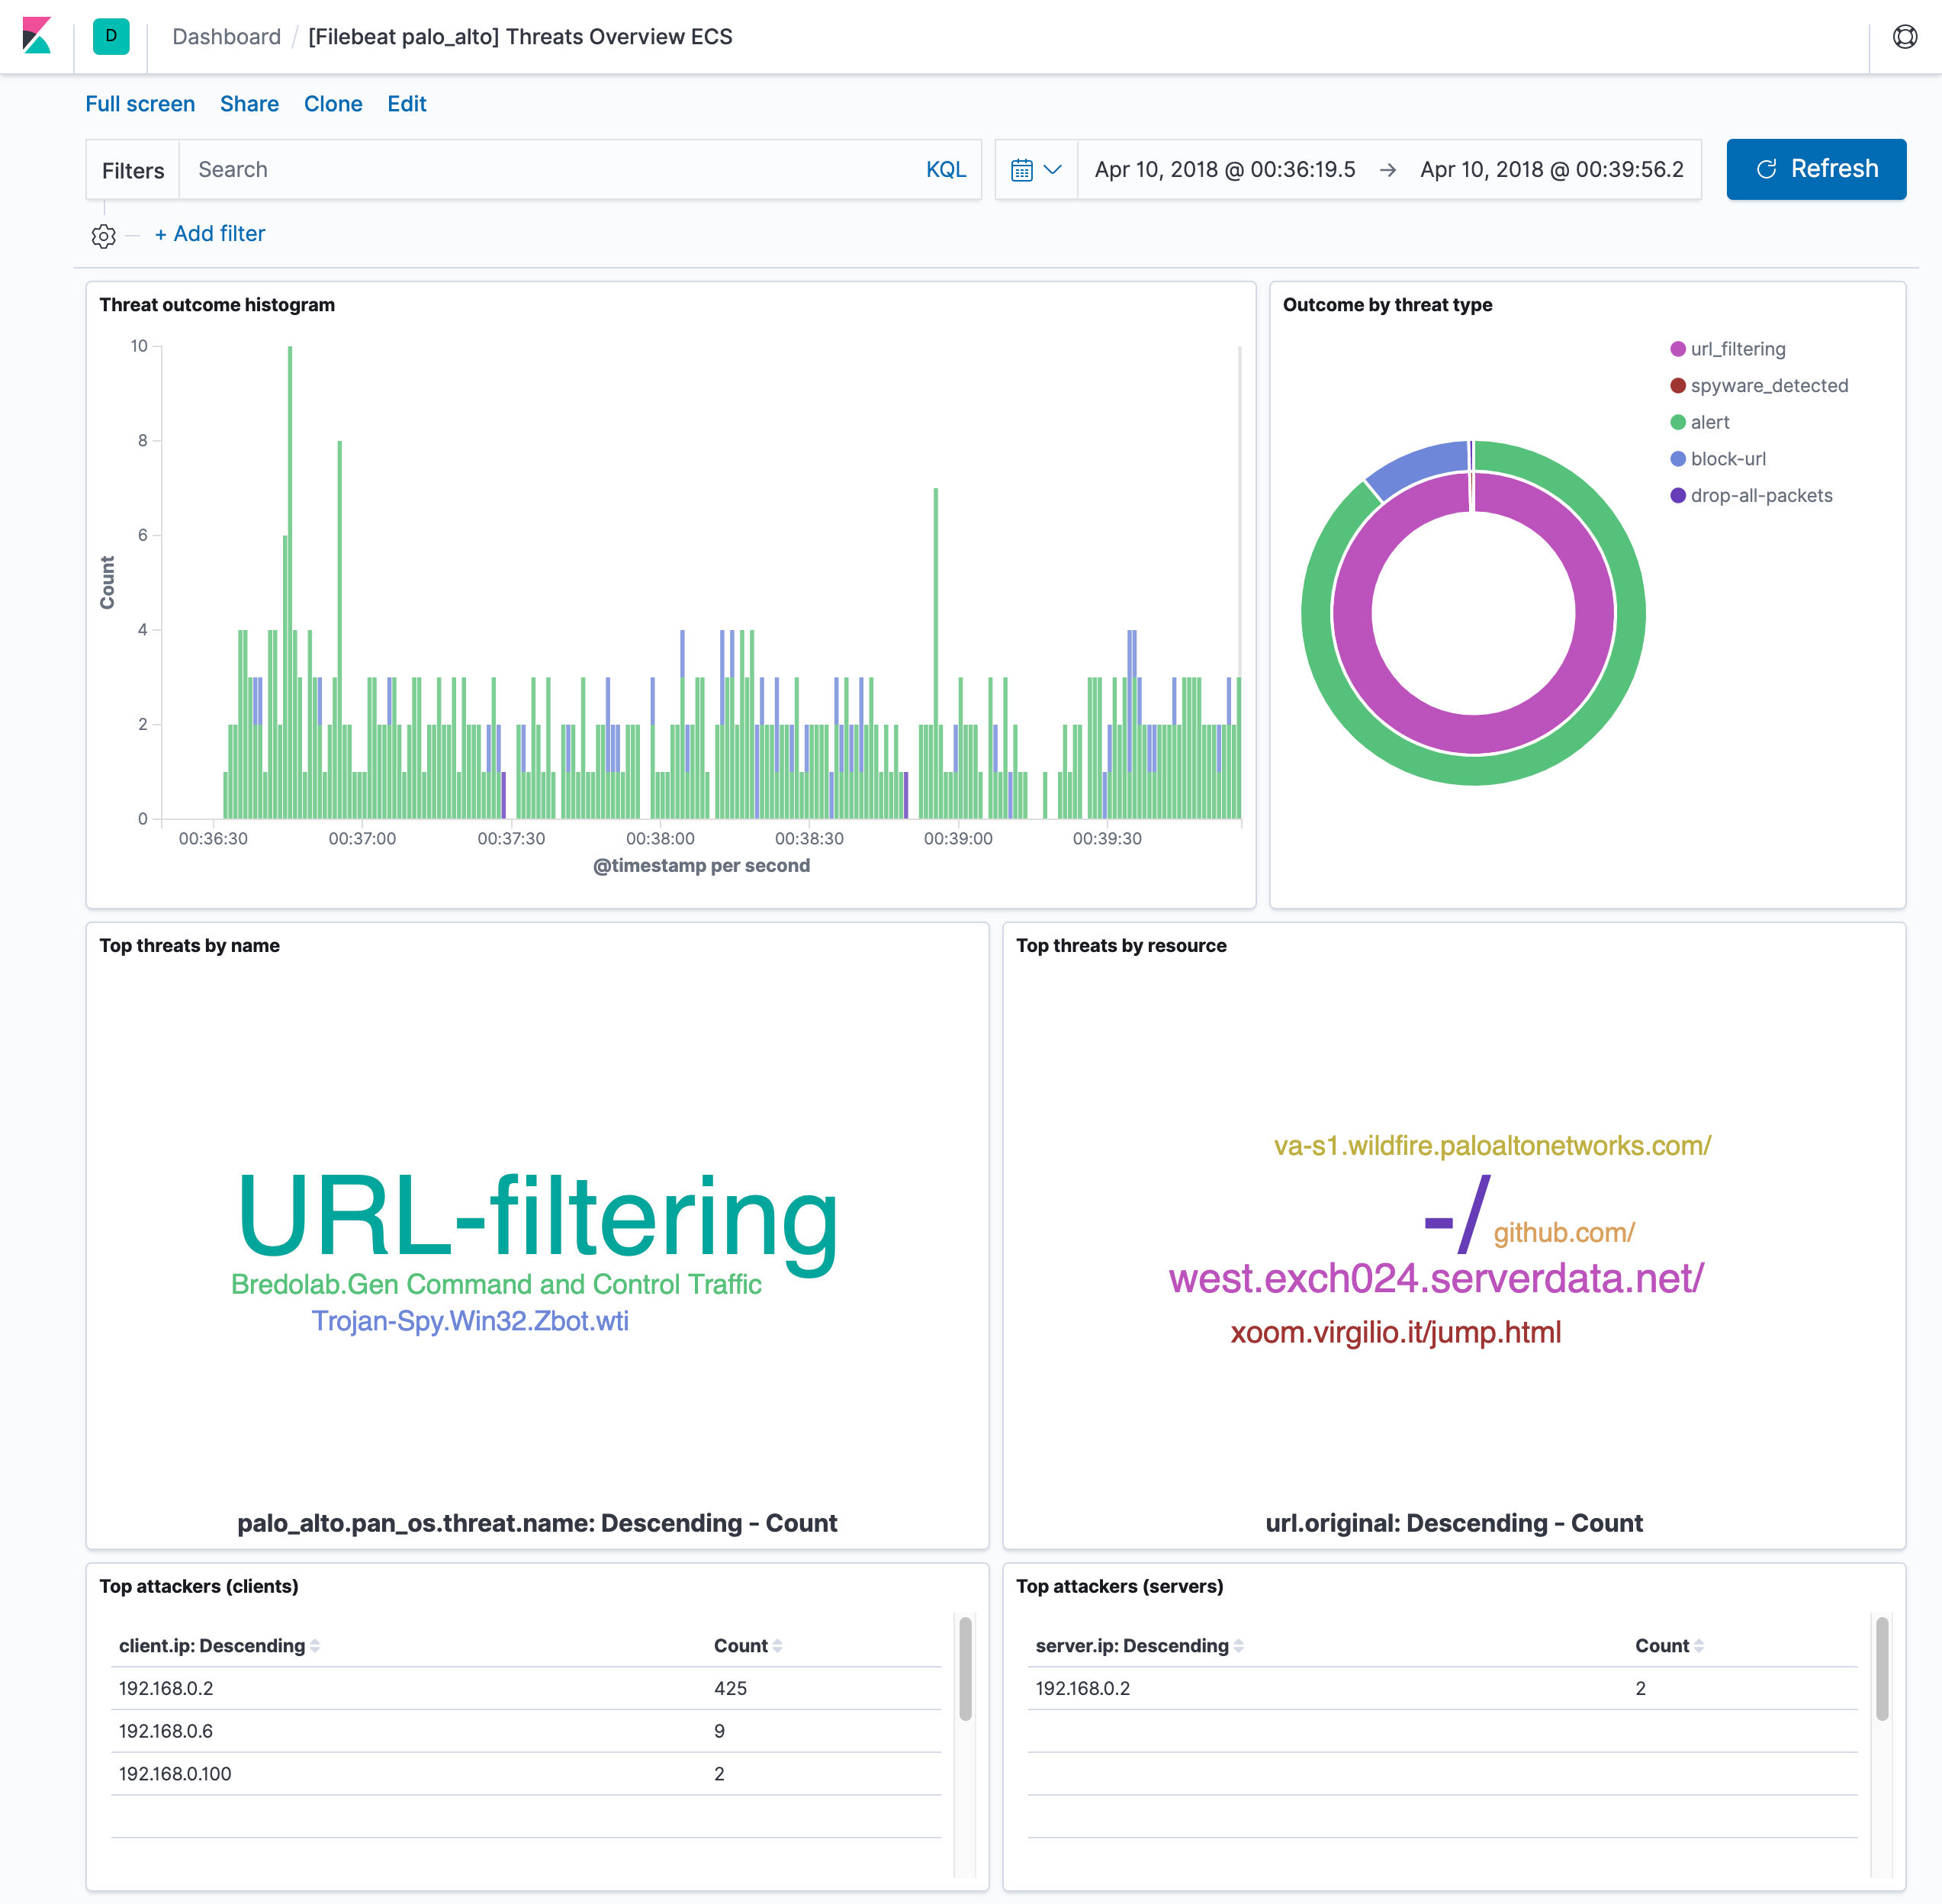 D Dashboard / [Filebeat palo_alto] Threats Overview ECS
Full screen Share Clone Edit
Filters Search KQL Apr 10, 2018 @ 00:36:19.5 → Apr 10, 2018 @ 00:39:56.2 Refresh
+ Add filter
Threat outcome histogram
10
8
6
4
2
0
Count
00:36:30 00:37:00 00:37:30 00:38:00 00:38:30 00:39:00 00:39:30
@timestamp per second
Outcome by threat type
url_filtering
spyware_detected
alert
block-url
drop-all-packets
Top threats by name
URL-filtering
Bredolab.Gen Command and Control Traffic
Trojan-Spy.Win32.Zbot.wti
palo_alto.pan_os.threat.name: Descending - Count
Top threats by resource
va-s1.wildfire.paloaltonetworks.com/
-/ github.com/
west.exch024.serverdata.net/
xoom.virgilio.it/jump.html
url.original: Descending - Count
Top attackers (clients)
client.ip: Descending Count
192.168.0.2 425
192.168.0.6 9
192.168.0.100 2
Top attackers (servers)
server.ip: Descending Count
192.168.0.2 2